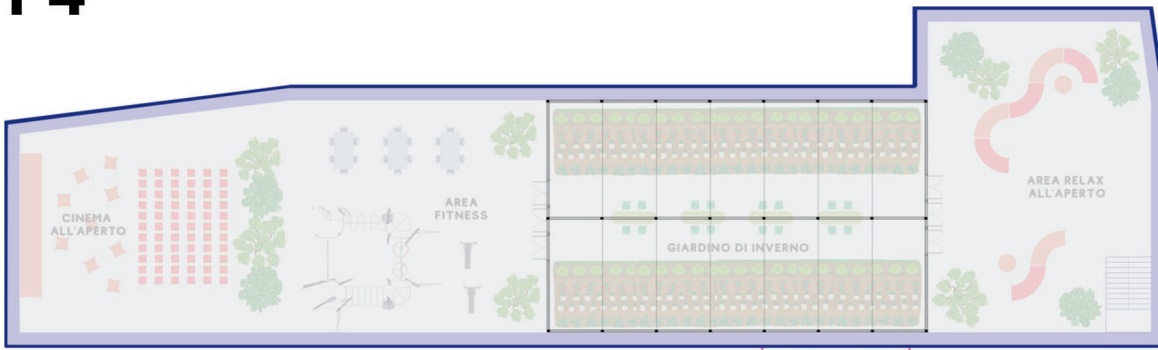 CINEMA
ALL'APERTO
AREA
FITNESS
GIARDINO DI INVERNO
AREA RELAX
ALL'APERTO